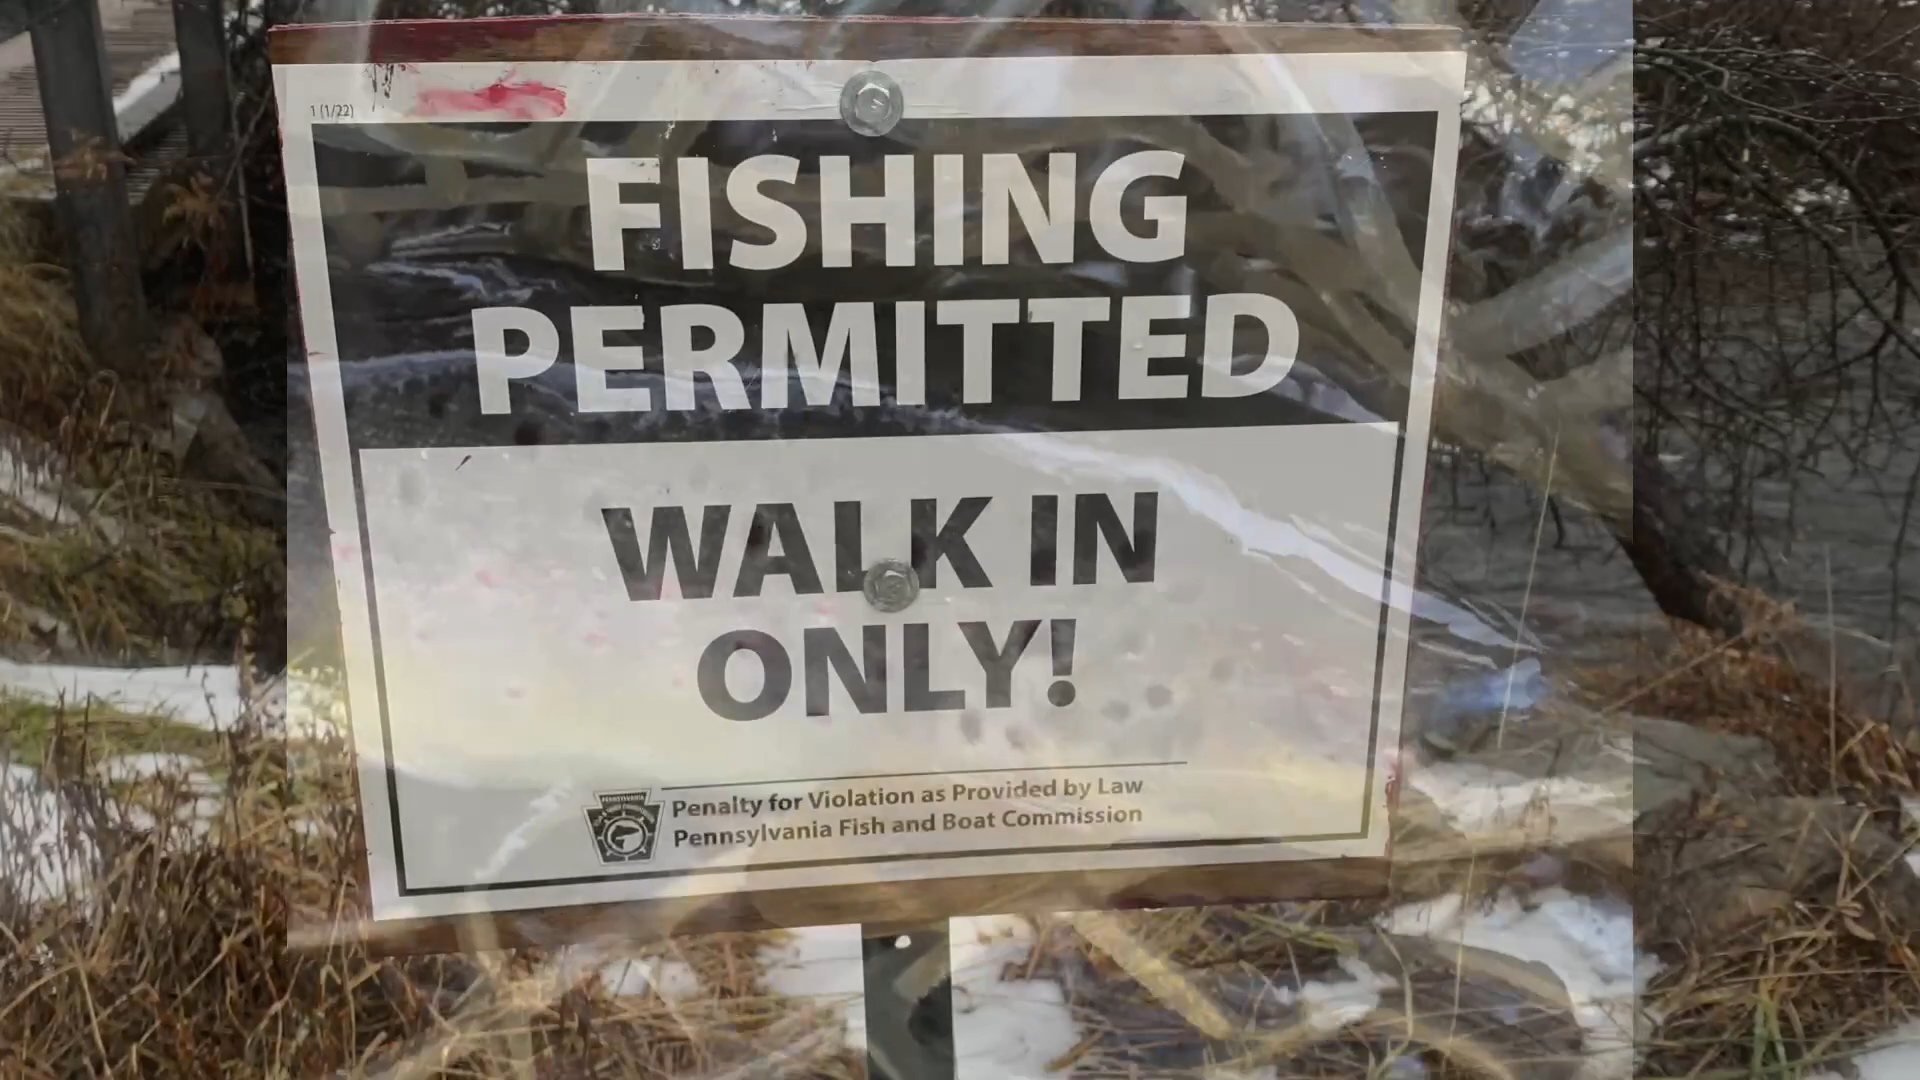 1 (1/22)
FISHING
PERMITTED
WALK IN
ONLY!
PENNSYLVANIA
Penalty for Violation as Provided by Law
Pennsylvania Fish and Boat Commission